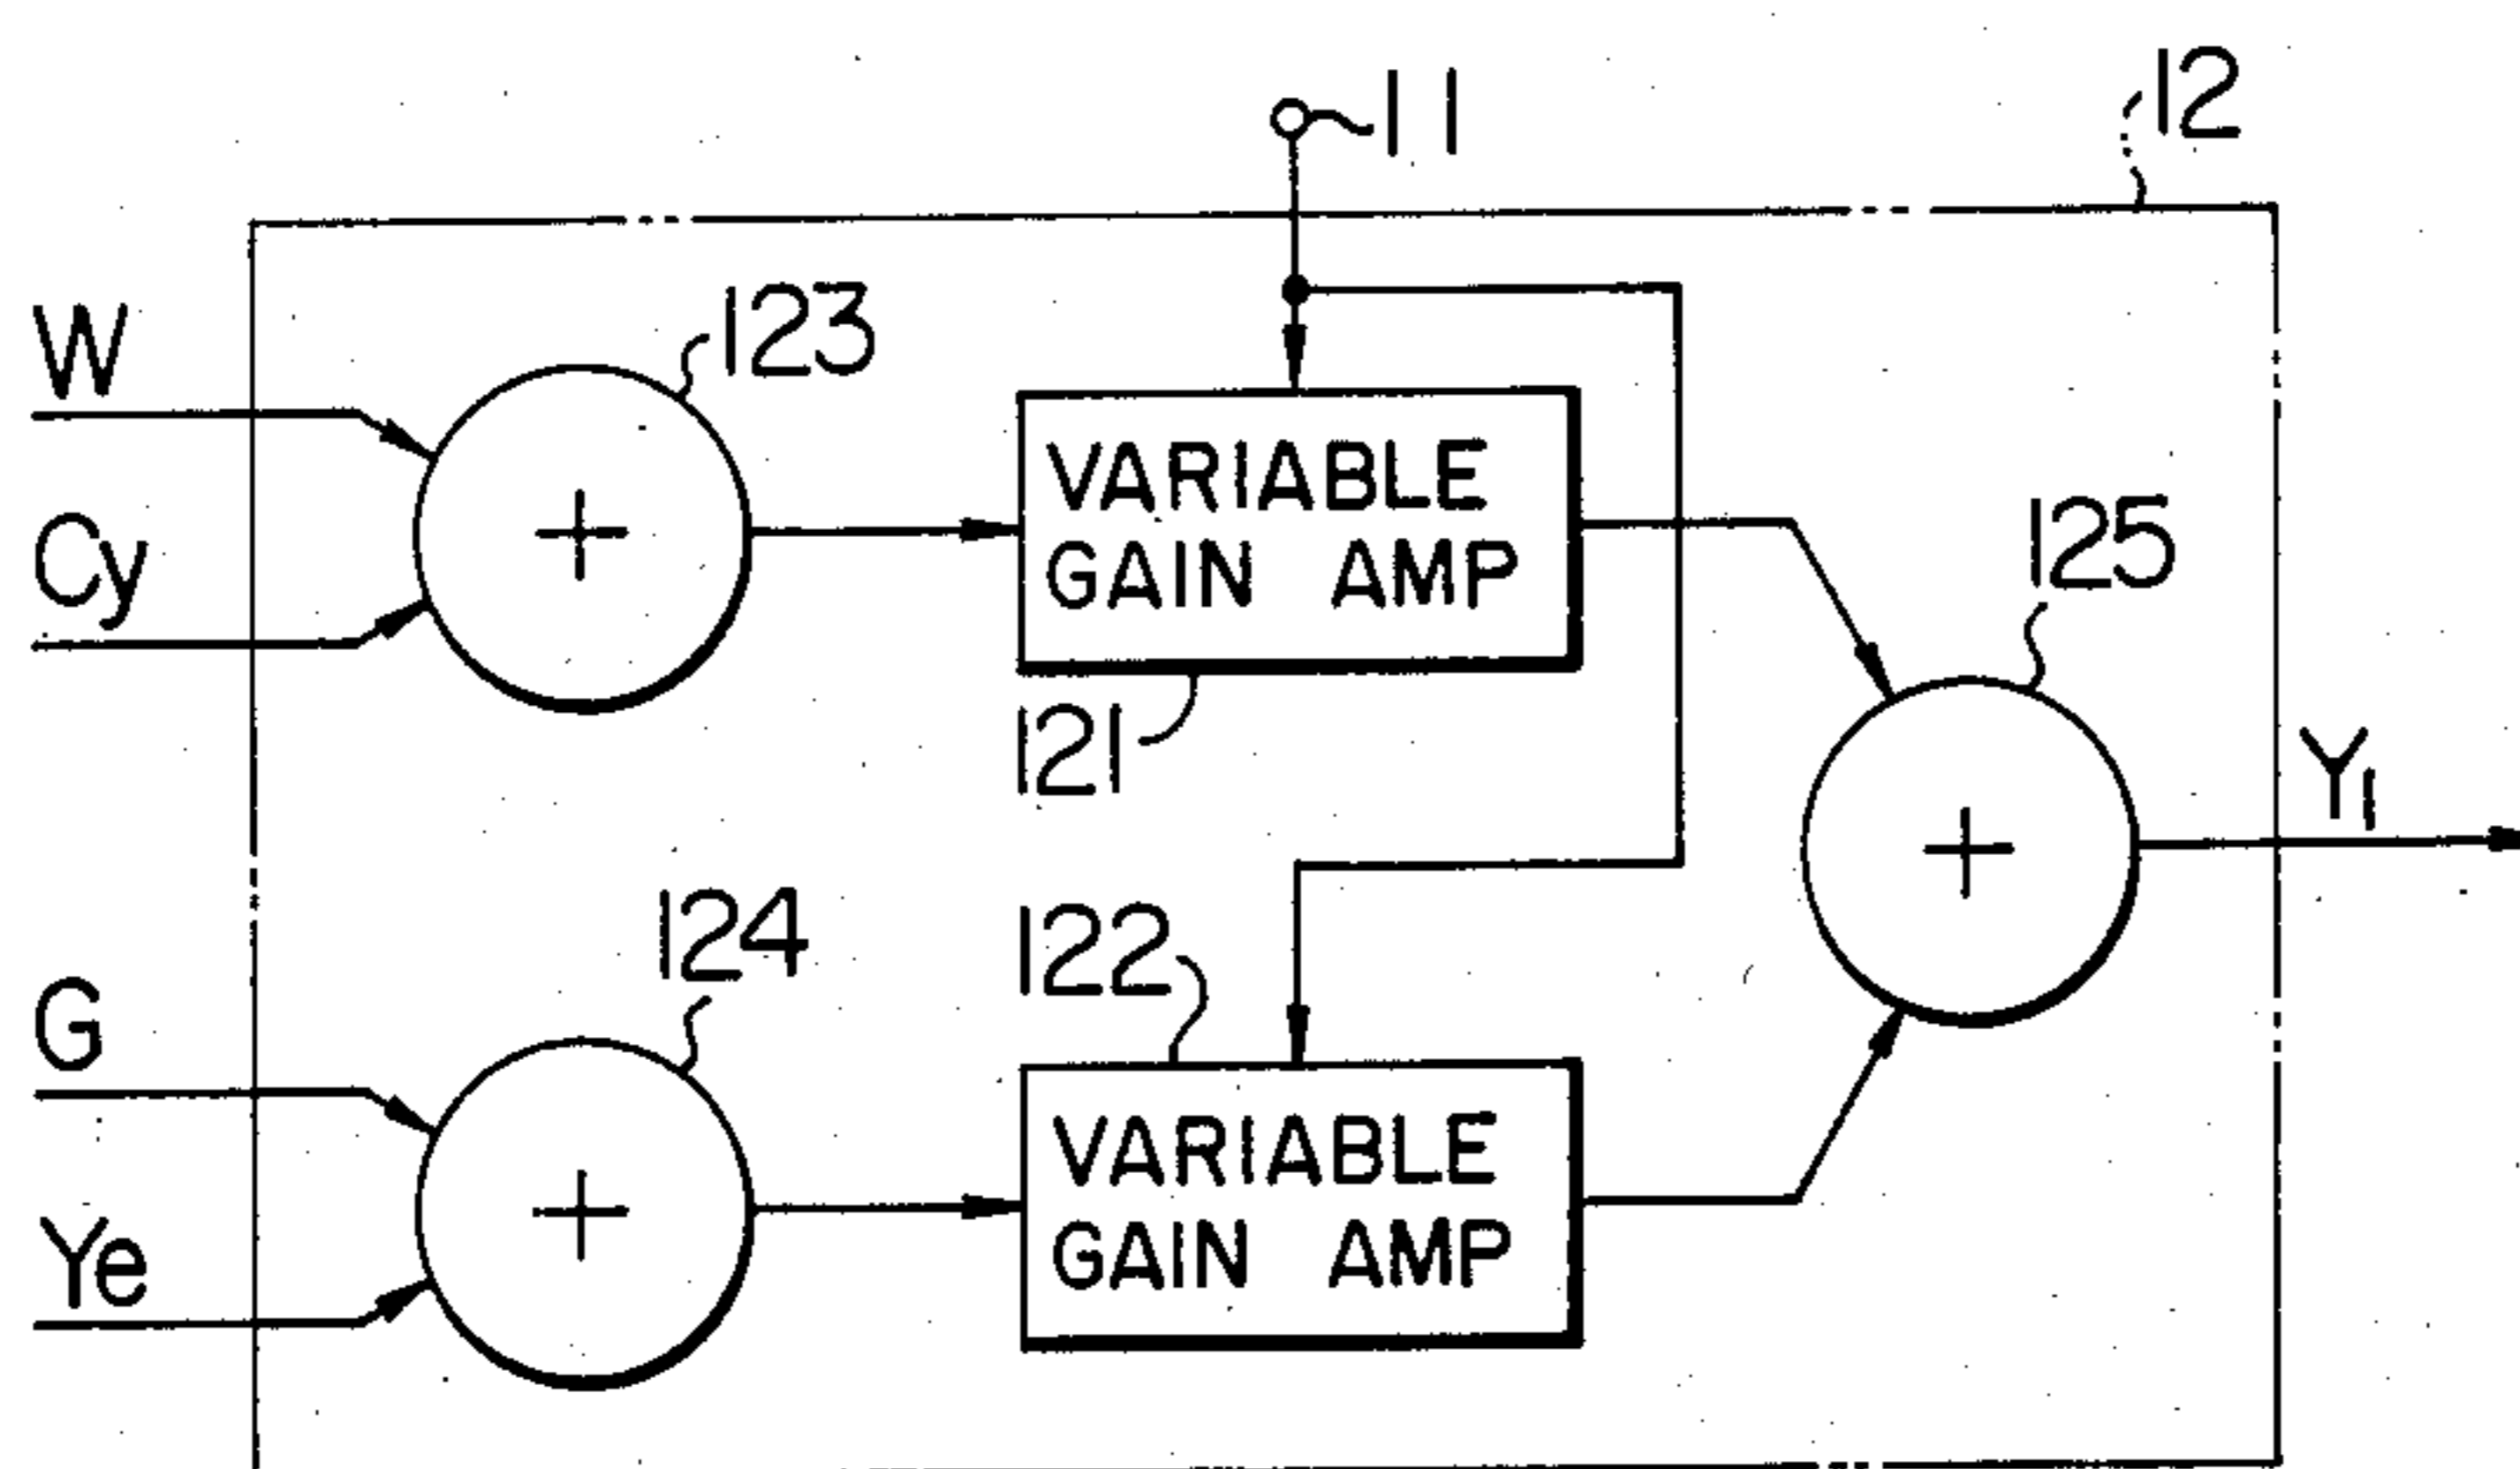 11
12
W
123
Cy
VARIABLE
GAIN AMP
125
121
Y1
124
122
G
VARIABLE
GAIN AMP
Ye